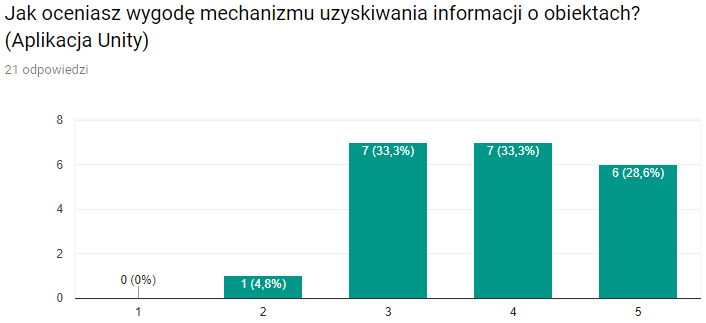 Jak oceniasz wygodę mechanizmu uzyskiwania informacji o obiektach?
(Aplikacja Unity)
21 odpowiedzi
8
6
4
2
0
0 (0%)
1 (4,8%)
7 (33,3%)
7 (33,3%)
6 (28,6%)
1 2 3 4 5